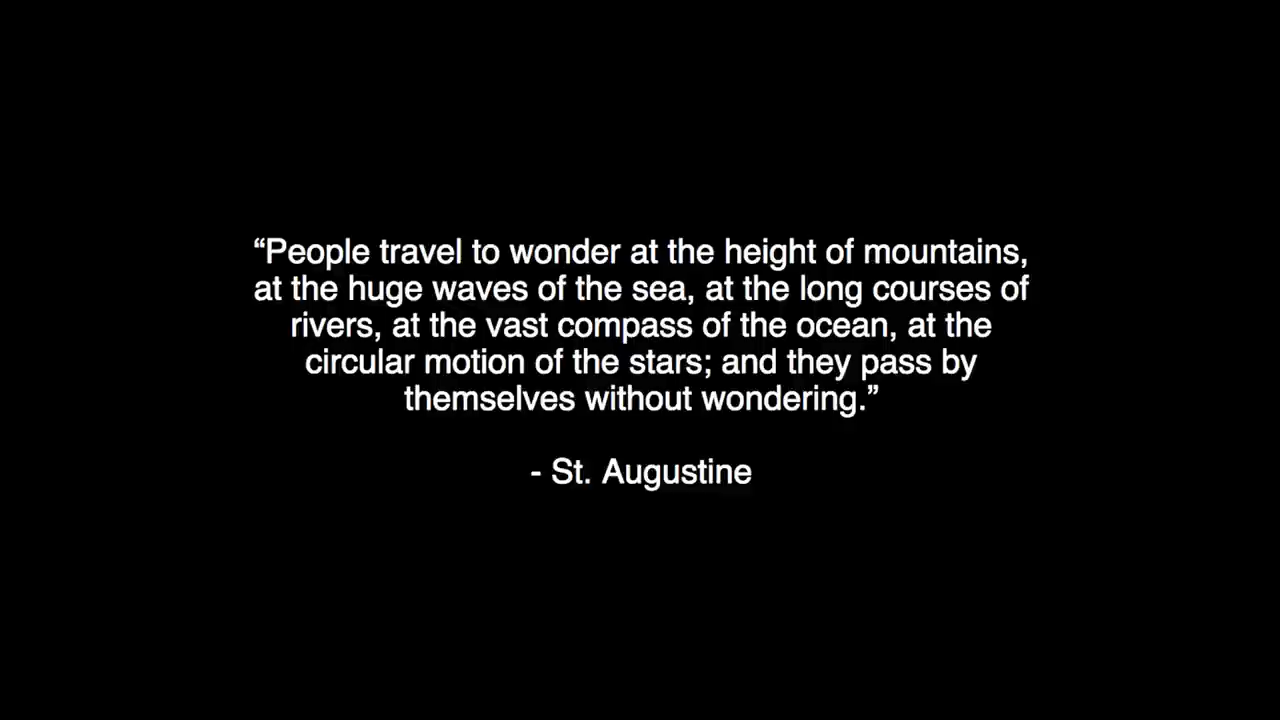 “People travel to wonder at the height of mountains,
at the huge waves of the sea, at the long courses of
rivers, at the vast compass of the ocean, at the
circular motion of the stars; and they pass by
themselves without wondering.”
- St. Augustine